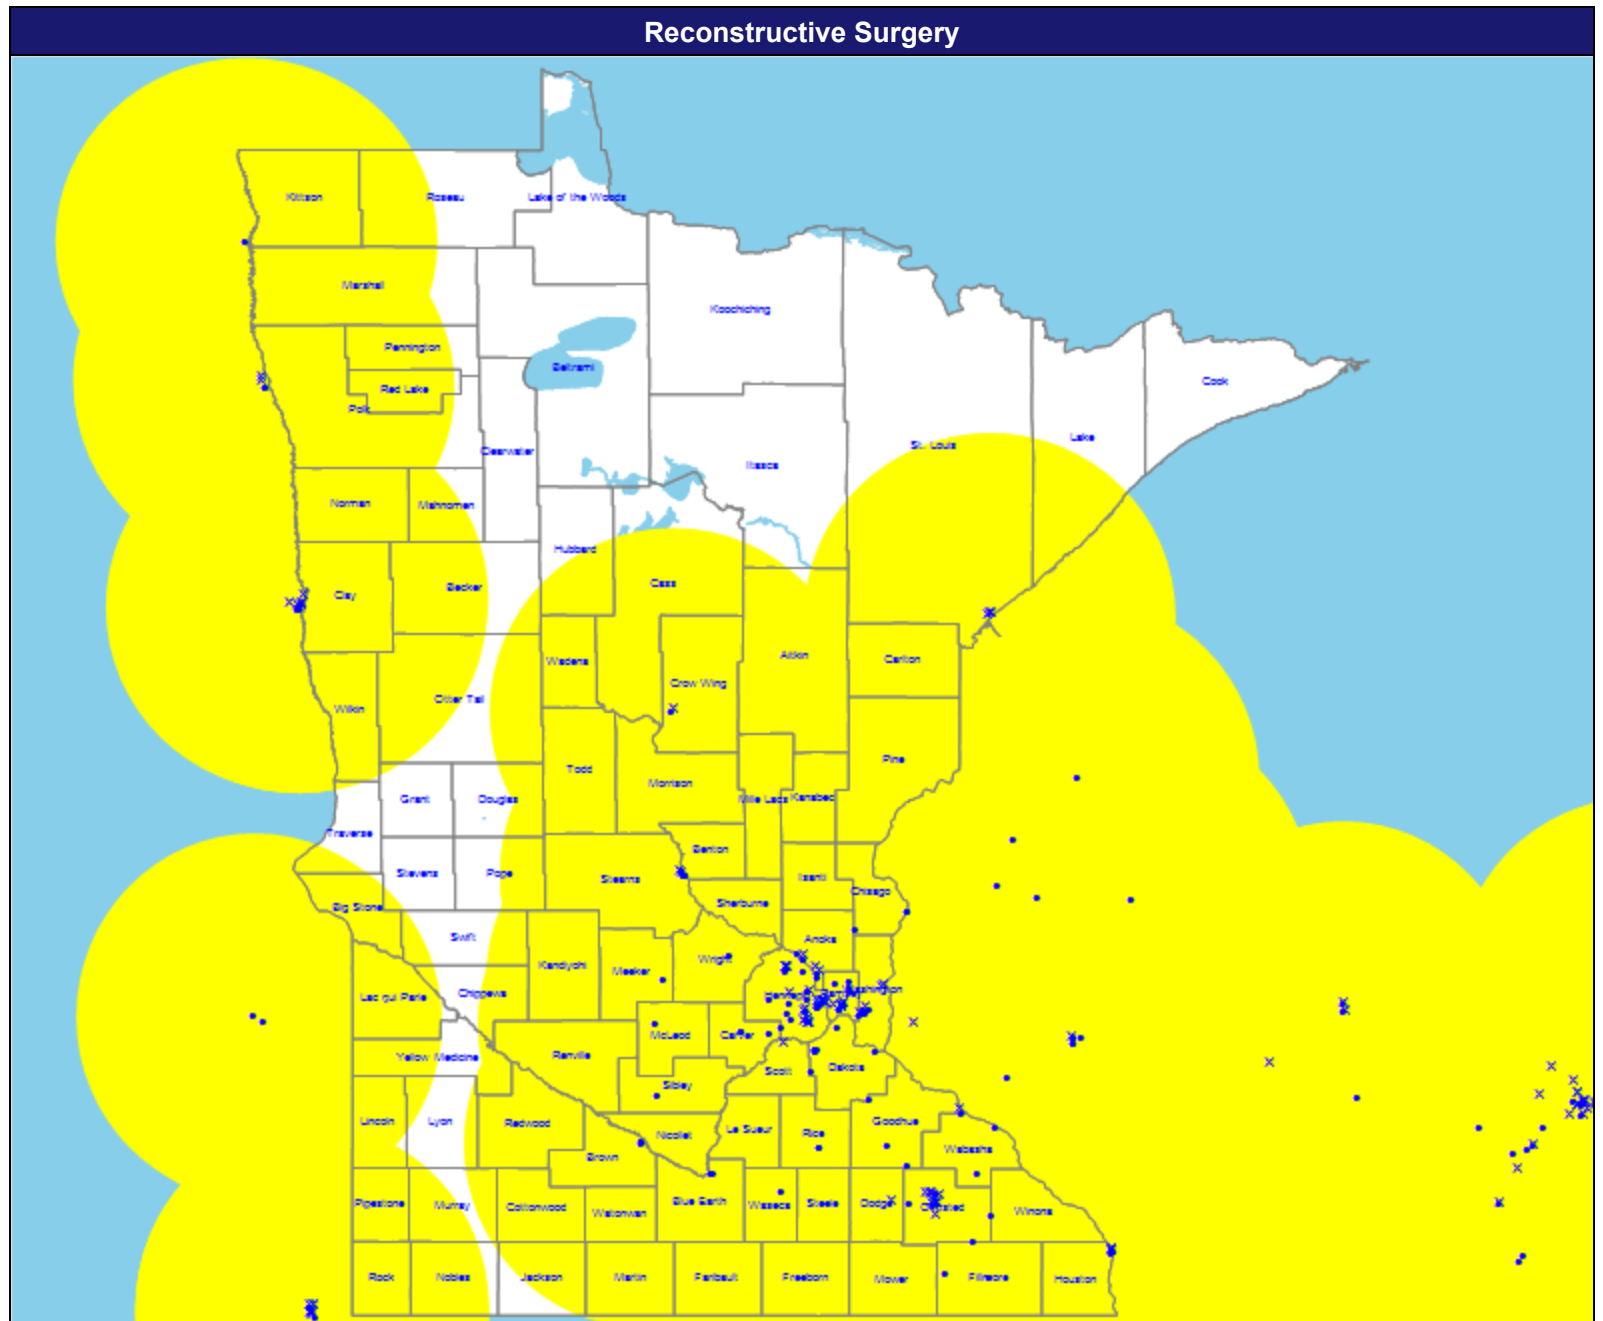 Reconstructive Surgery
Kittson
Roseau
Lake of the Woods
Marshall
Koochiching
Pennington
Beltrami
Red Lake
Cook
Polk
Clearwater
St. Louis
Lake
Itasca
Norman
Mahnomen
Hubbard
Cass
Becker
Clay
Aitkin
Carlton
Wadena
Crow Wing
Otter Tail
Wilkin
Pine
Todd
Morrison
Grant
Douglas
Mille Lacs
Kanabec
Traverse
Benton
Stevens
Pope
Stearns
Isanti
Chisago
Sherburne
Big Stone
Swift
Anoka
Wright
Kandiyohi
Meeker
Chippewa
Lac qui Parle
Washington
McLeod
Carver
Yellow Medicine
Renville
Scott
Dakota
Sibley
Lincoln
Lyon
Redwood
Le Sueur
Rice
Goodhue
Nicollet
Brown
Wabasha
Pipestone
Murray
Cottonwood
Watonwan
Blue Earth
Waseca
Steele
Dodge
Olmsted
Winona
Rock
Nobles
Jackson
Martin
Faribault
Freeborn
Mower
Fillmore
Houston